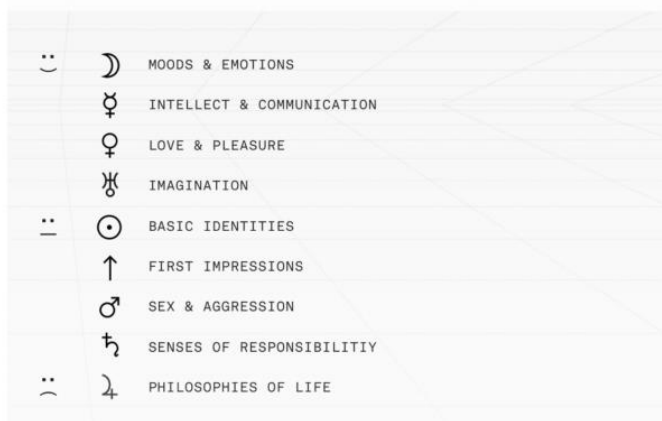 MOODS & EMOTIONS
INTELLECT & COMMUNICATION
LOVE & PLEASURE
IMAGINATION
BASIC IDENTITIES
FIRST IMPRESSIONS
SEX & AGGRESSION
SENSES OF RESPONSIBILITIY
PHILOSOPHIES OF LIFE